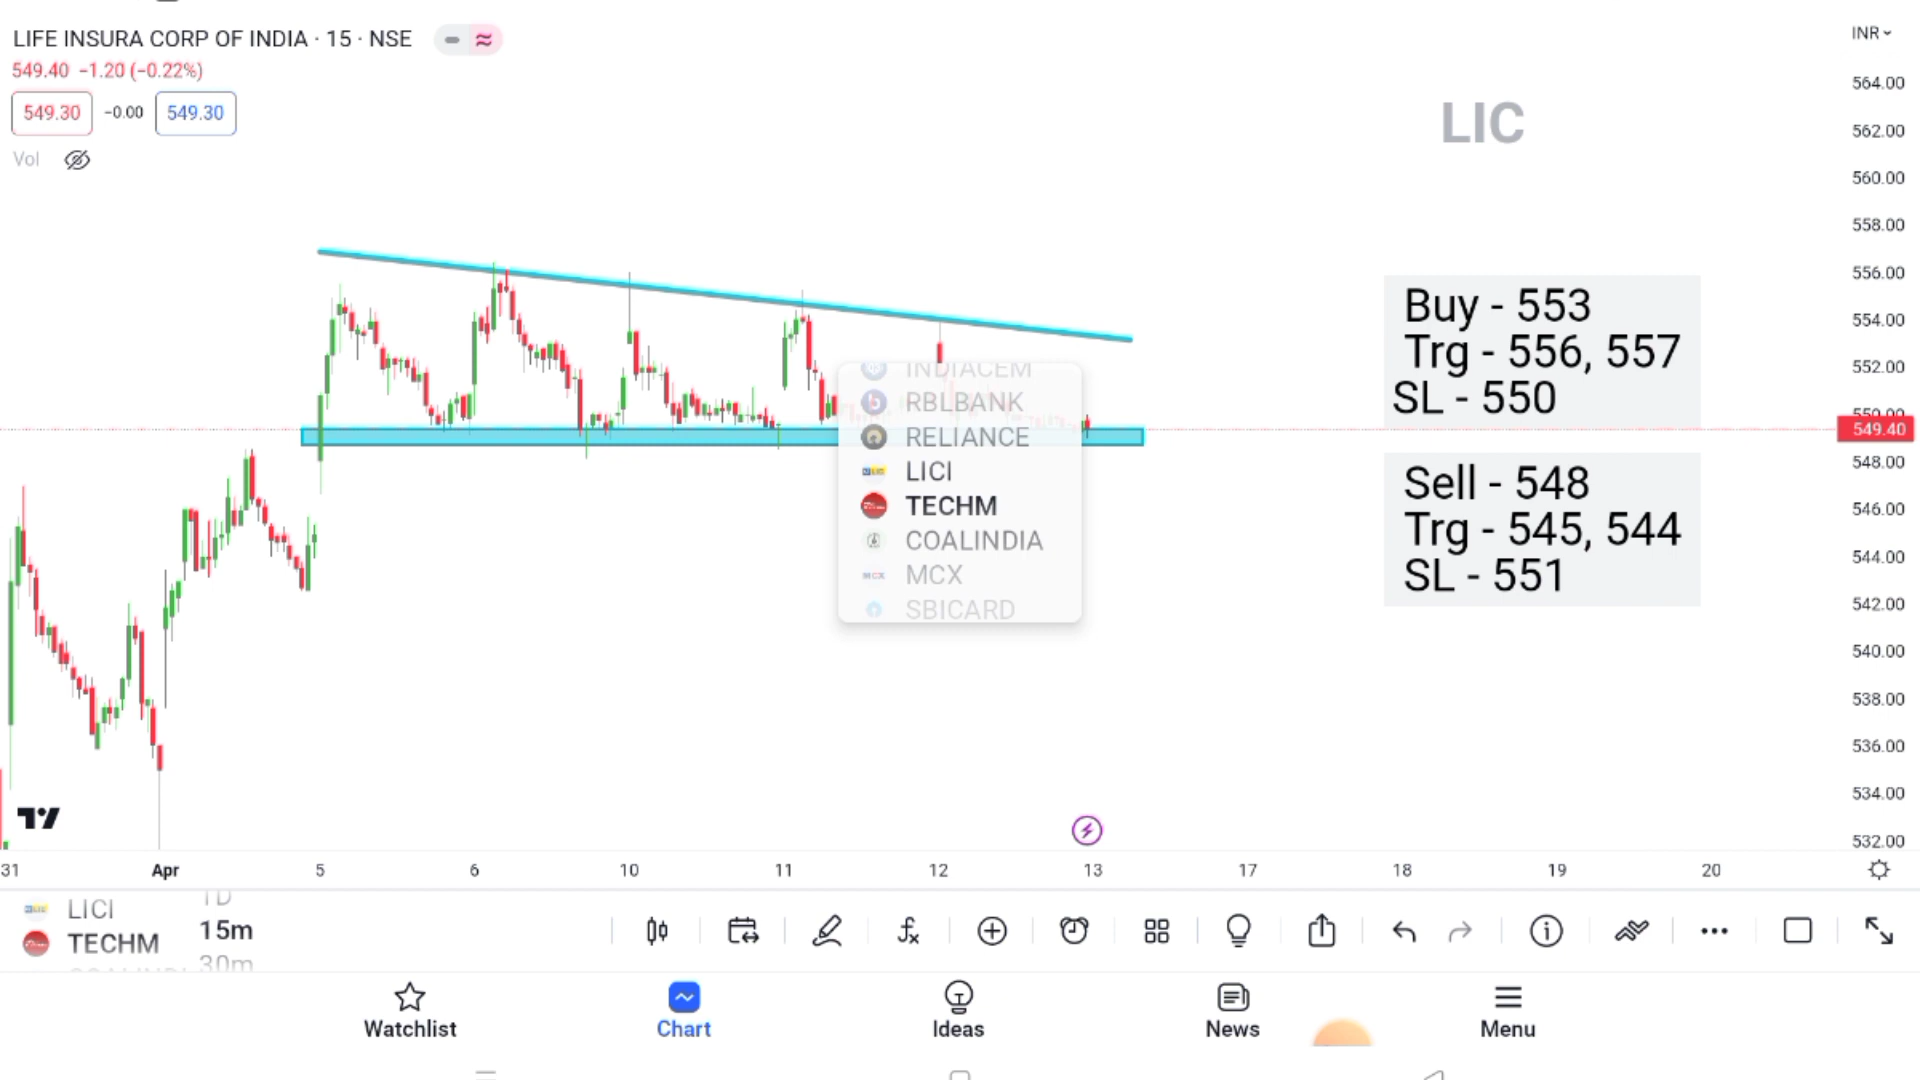 LIFE INSURA CORP OF INDIA · 15 · NSE
INR
549.40 −1.20 (−0.22%)
549.30 −0.00 549.30
Vol
LIC
564.00
562.00
560.00
558.00
556.00
554.00
552.00
550.00
549.40
548.00
546.00
544.00
542.00
540.00
538.00
536.00
534.00
532.00
Buy - 553
Trg - 556, 557
SL - 550
Sell - 548
Trg - 545, 544
SL - 551
INDIACEM
RBLBANK
RELIANCE
LICI
TECHM
COALINDIA
MCX
SBICARD
31 Apr 5 6 10 11 12 13 17 18 19 20
LICI 1D
TECHM 15m
COALINDIA 30m
Watchlist Chart Ideas News Menu